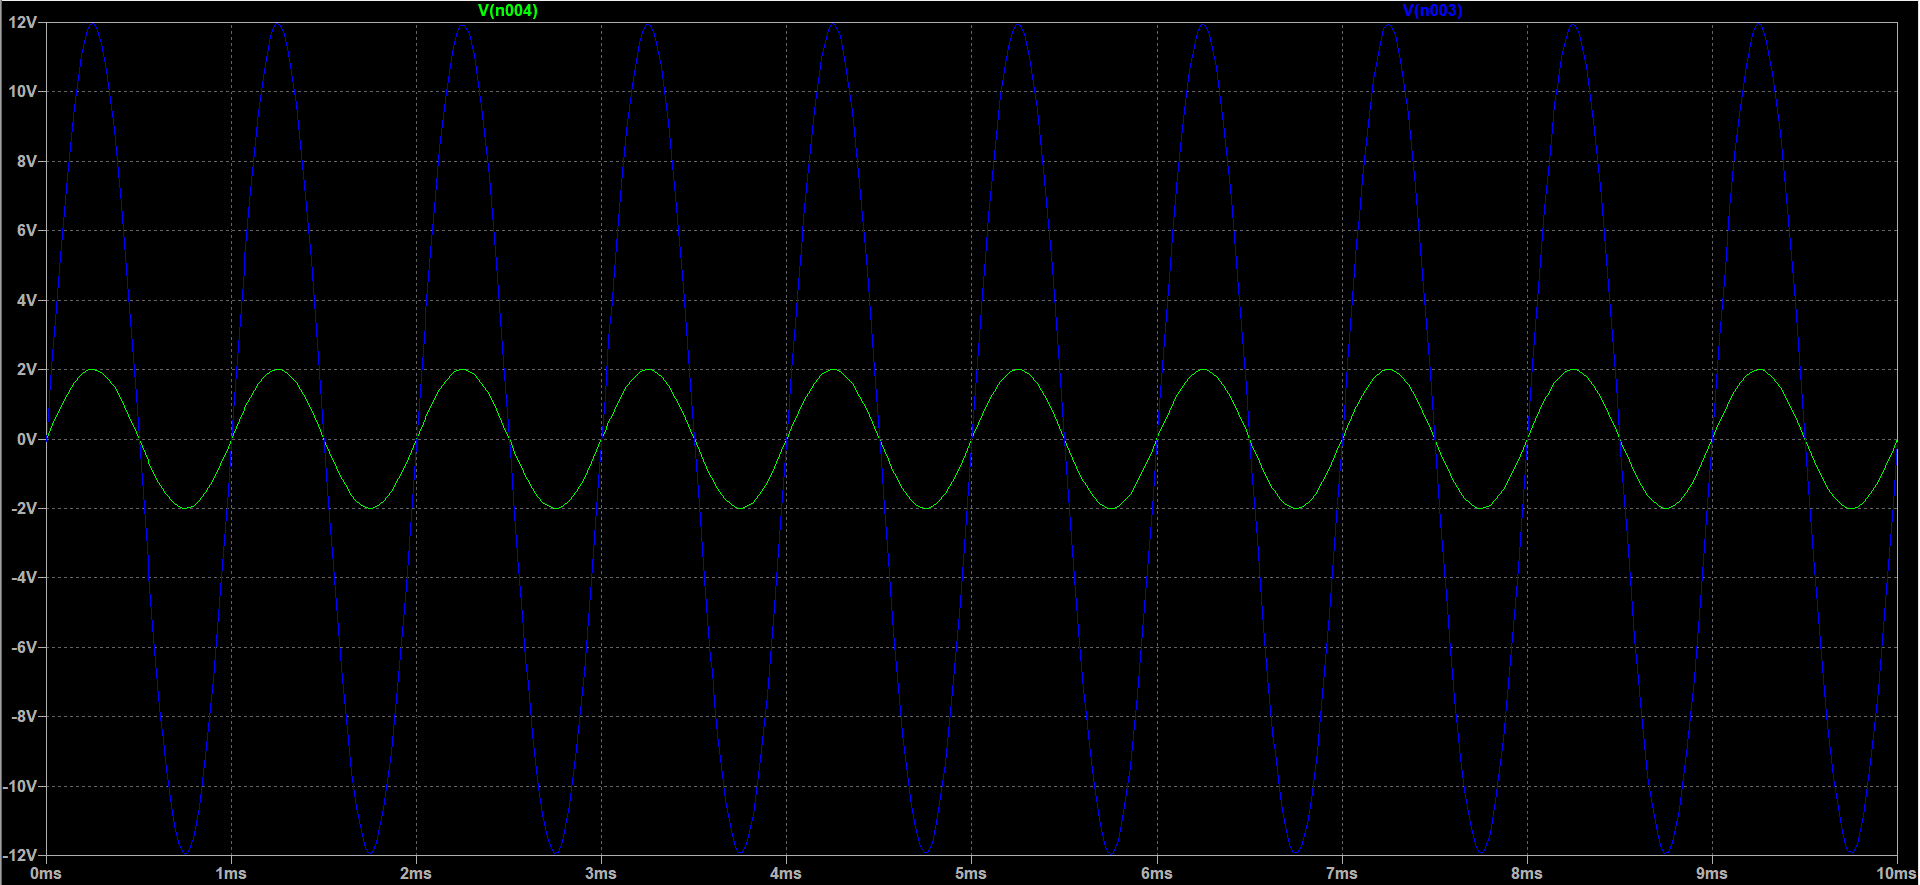 V(n004) V(n003)
12V
10V
8V
6V
4V
2V
0V
-2V
-4V
-6V
-8V
-10V
-12V
0ms 1ms 2ms 3ms 4ms 5ms 6ms 7ms 8ms 9ms 10ms